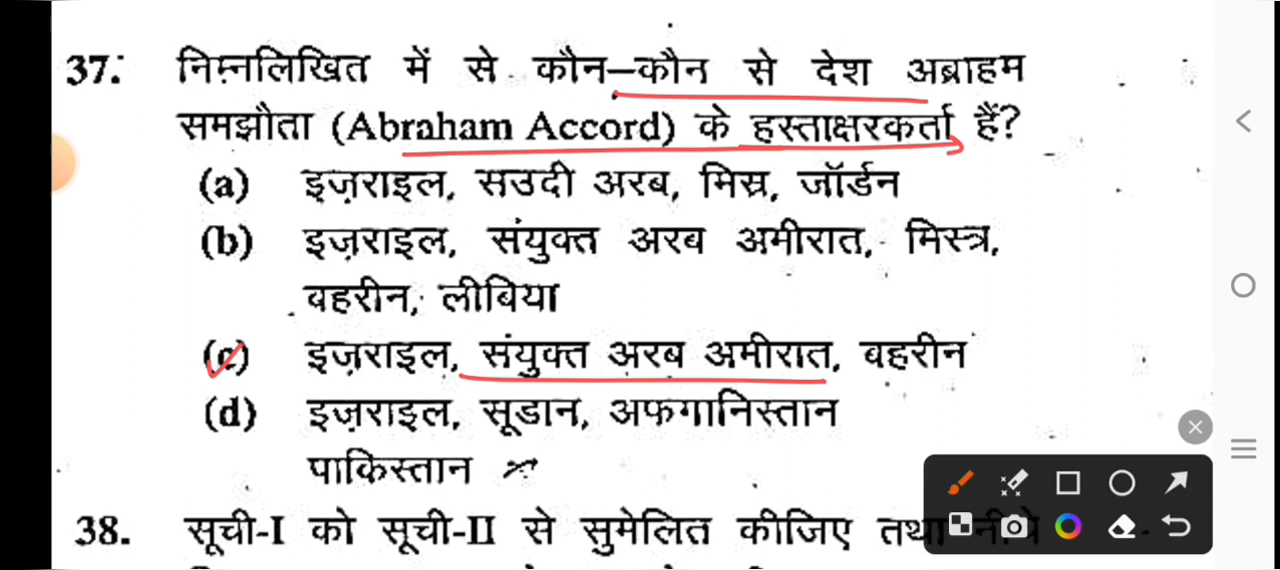 37. निम्नलिखित में से कौन–कौन से देश अब्राहम
समझौता (Abraham Accord) के हस्ताक्षरकर्ता हैं?
(a) इज़राइल, सउदी अरब, मिस्र, जॉर्डन
(b) इज़राइल, संयुक्त अरब अमीरात, मिस्त्र,
बहरीन, लीबिया
(c) इज़राइल, संयुक्त अरब अमीरात, बहरीन
(d) इज़राइल, सूडान, अफगानिस्तान
पाकिस्तान
38. सूची-I को सूची-II से सुमेलित कीजिए तथा नीचे